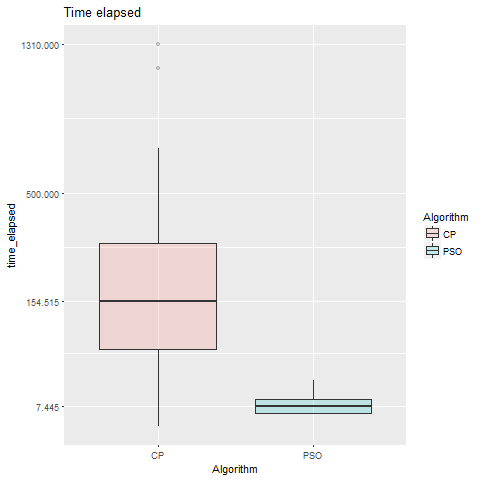 Time elapsed
1310.000
500.000
154.515
7.445
time_elapsed
CP
PSO
Algorithm
Algorithm
CP
PSO